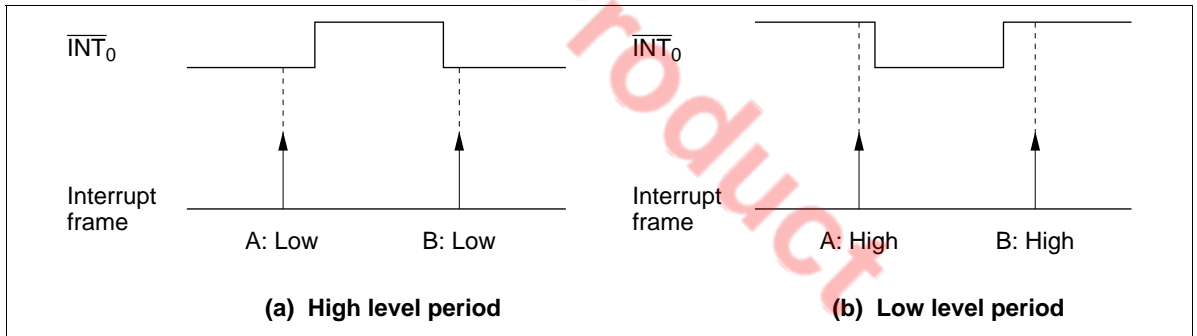 INT0
Interrupt
frame
A: Low
B: Low
(a) High level period
INT0
Interrupt
frame
A: High
B: High
(b) Low level period
roduct